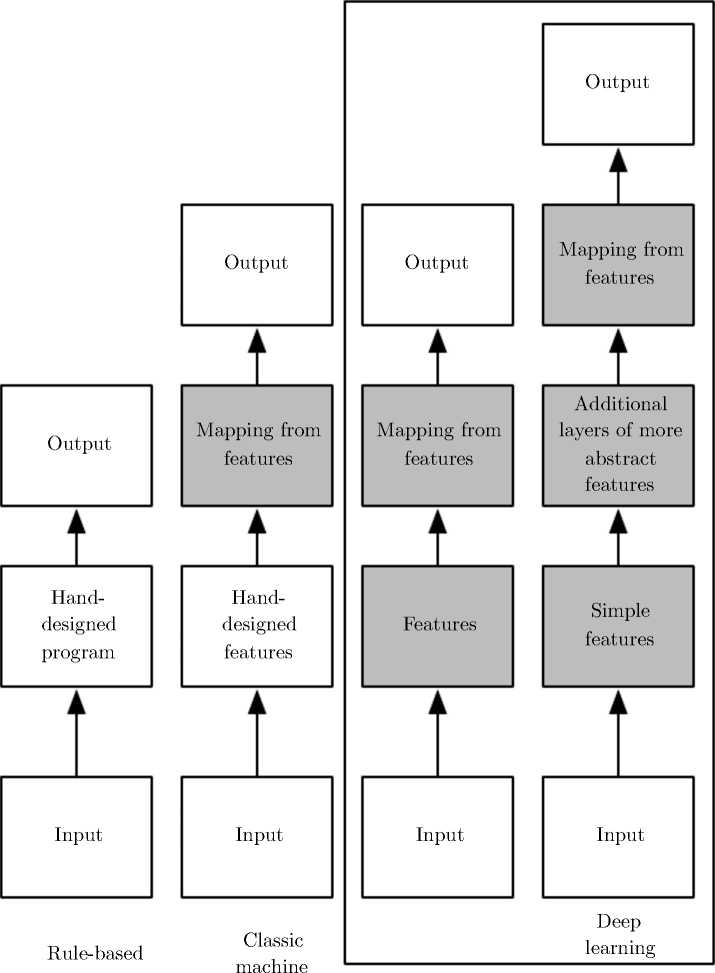 Output
Hand-
designed
program
Input
Rule-based
Output
Mapping from
features
Hand-
designed
features
Input
Classic
machine
Output
Mapping from
features
Features
Input
Output
Mapping from
features
Additional
layers of more
abstract
features
Simple
features
Input
Deep
learning